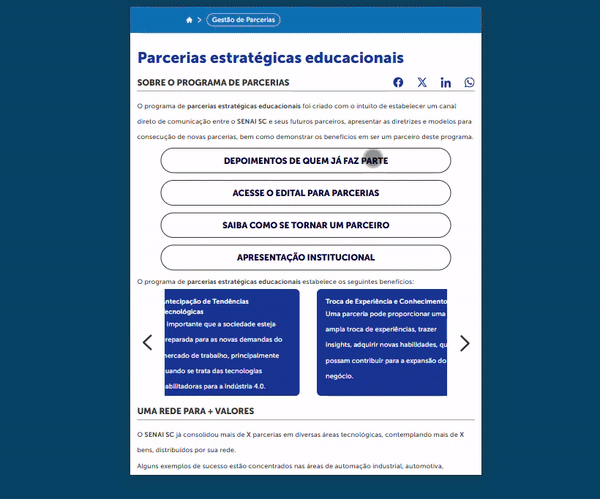 Gestão de Parcerias
Parcerias estratégicas educacionais
SOBRE O PROGRAMA DE PARCERIAS
O programa de parcerias estratégicas educacionais foi criado com o intuito de estabelecer um canal
direto de comunicação entre o SENAI SC e seus futuros parceiros, apresentar as diretrizes e modelos para
consecução de novas parcerias, bem como demonstrar os benefícios em ser um parceiro deste programa.
DEPOIMENTOS DE QUEM JÁ FAZ PARTE
ACESSE O EDITAL PARA PARCERIAS
SAIBA COMO SE TORNAR UM PARCEIRO
APRESENTAÇÃO INSTITUCIONAL
O programa de parcerias estratégicas educacionais estabelece os seguintes benefícios:
ntecipação de Tendências
ecnológicas
importante que a sociedade esteja
reparada para as novas demandas do
ercado de trabalho, principalmente
uando se trata das tecnologias
abilitadoras para a indústria 4.0.
Troca de Experiência e Conhecimento
Uma parceria pode proporcionar uma
ampla troca de experiências, trazer
insights, adquirir novas habilidades, qu
possam contribuir para a expansão do
negócio.
UMA REDE PARA + VALORES
O SENAI SC já consolidou mais de X parcerias em diversas áreas tecnológicas, contemplando mais de X
bens, distribuídos por sua rede.
Alguns exemplos de sucesso estão concentrados nas áreas de automação industrial, automotiva,